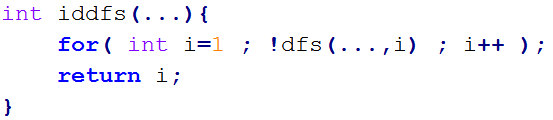 int iddfs(...){
    for( int i=1 ; !dfs(...,i) ; i++ );
    return i;
}